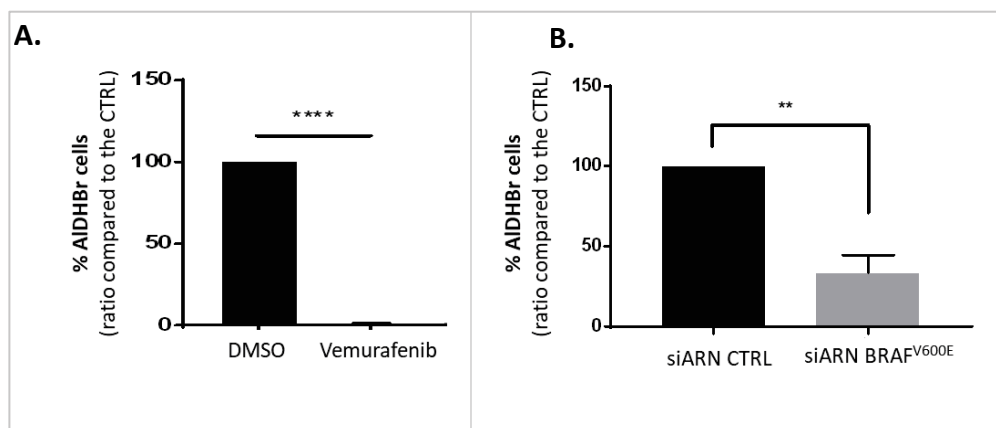 A.
% AlDHBr cells
(ratio compared to the CTRL)
150
100
50
0
****
DMSO
Vemurafenib
B.
% AlDHBr cells
(ratio compared to the CTRL)
150
100
50
0
**
siARN CTRL
siARN BRAFV600E